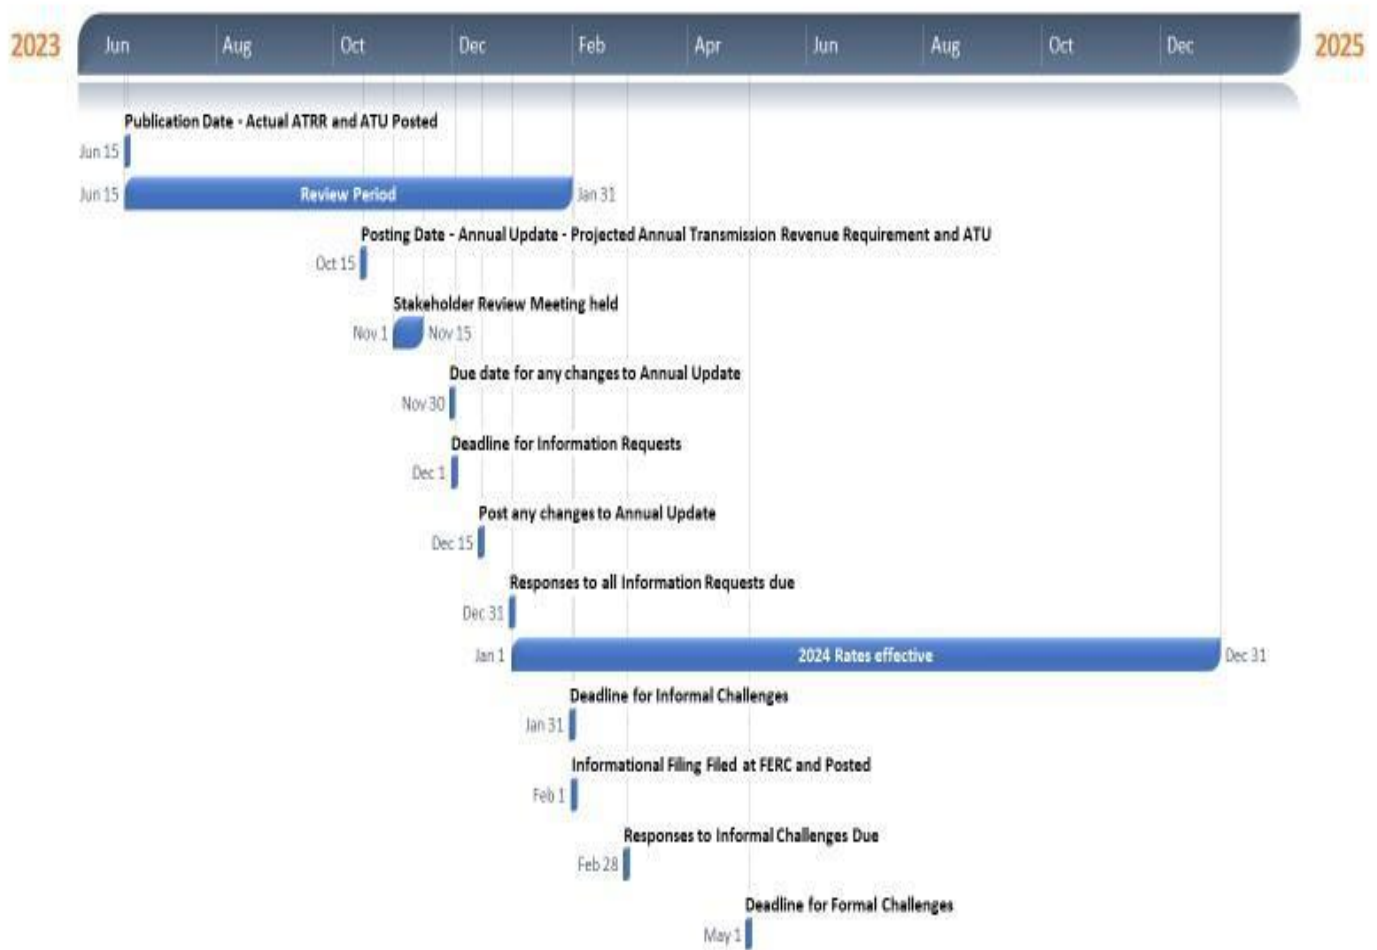 2023 Jun Aug Oct Dec Feb Apr Jun Aug Oct Dec 2025
Publication Date - Actual ATRR and ATU Posted
Jun 15
Jun 15 Review Period Jan 31
Posting Date - Annual Update - Projected Annual Transmission Revenue Requirement and ATU
Oct 15
Stakeholder Review Meeting held
Nov 1 Nov 15
Due date for any changes to Annual Update
Nov 30
Deadline for Information Requests
Dec 1
Post any changes to Annual Update
Dec 15
Responses to all Information Requests due
Dec 31
Jan 1 2024 Rates effective Dec 31
Deadline for Informal Challenges
Jan 31
Informational Filing Filed at FERC and Posted
Feb 1
Responses to Informal Challenges Due
Feb 28
Deadline for Formal Challenges
May 1